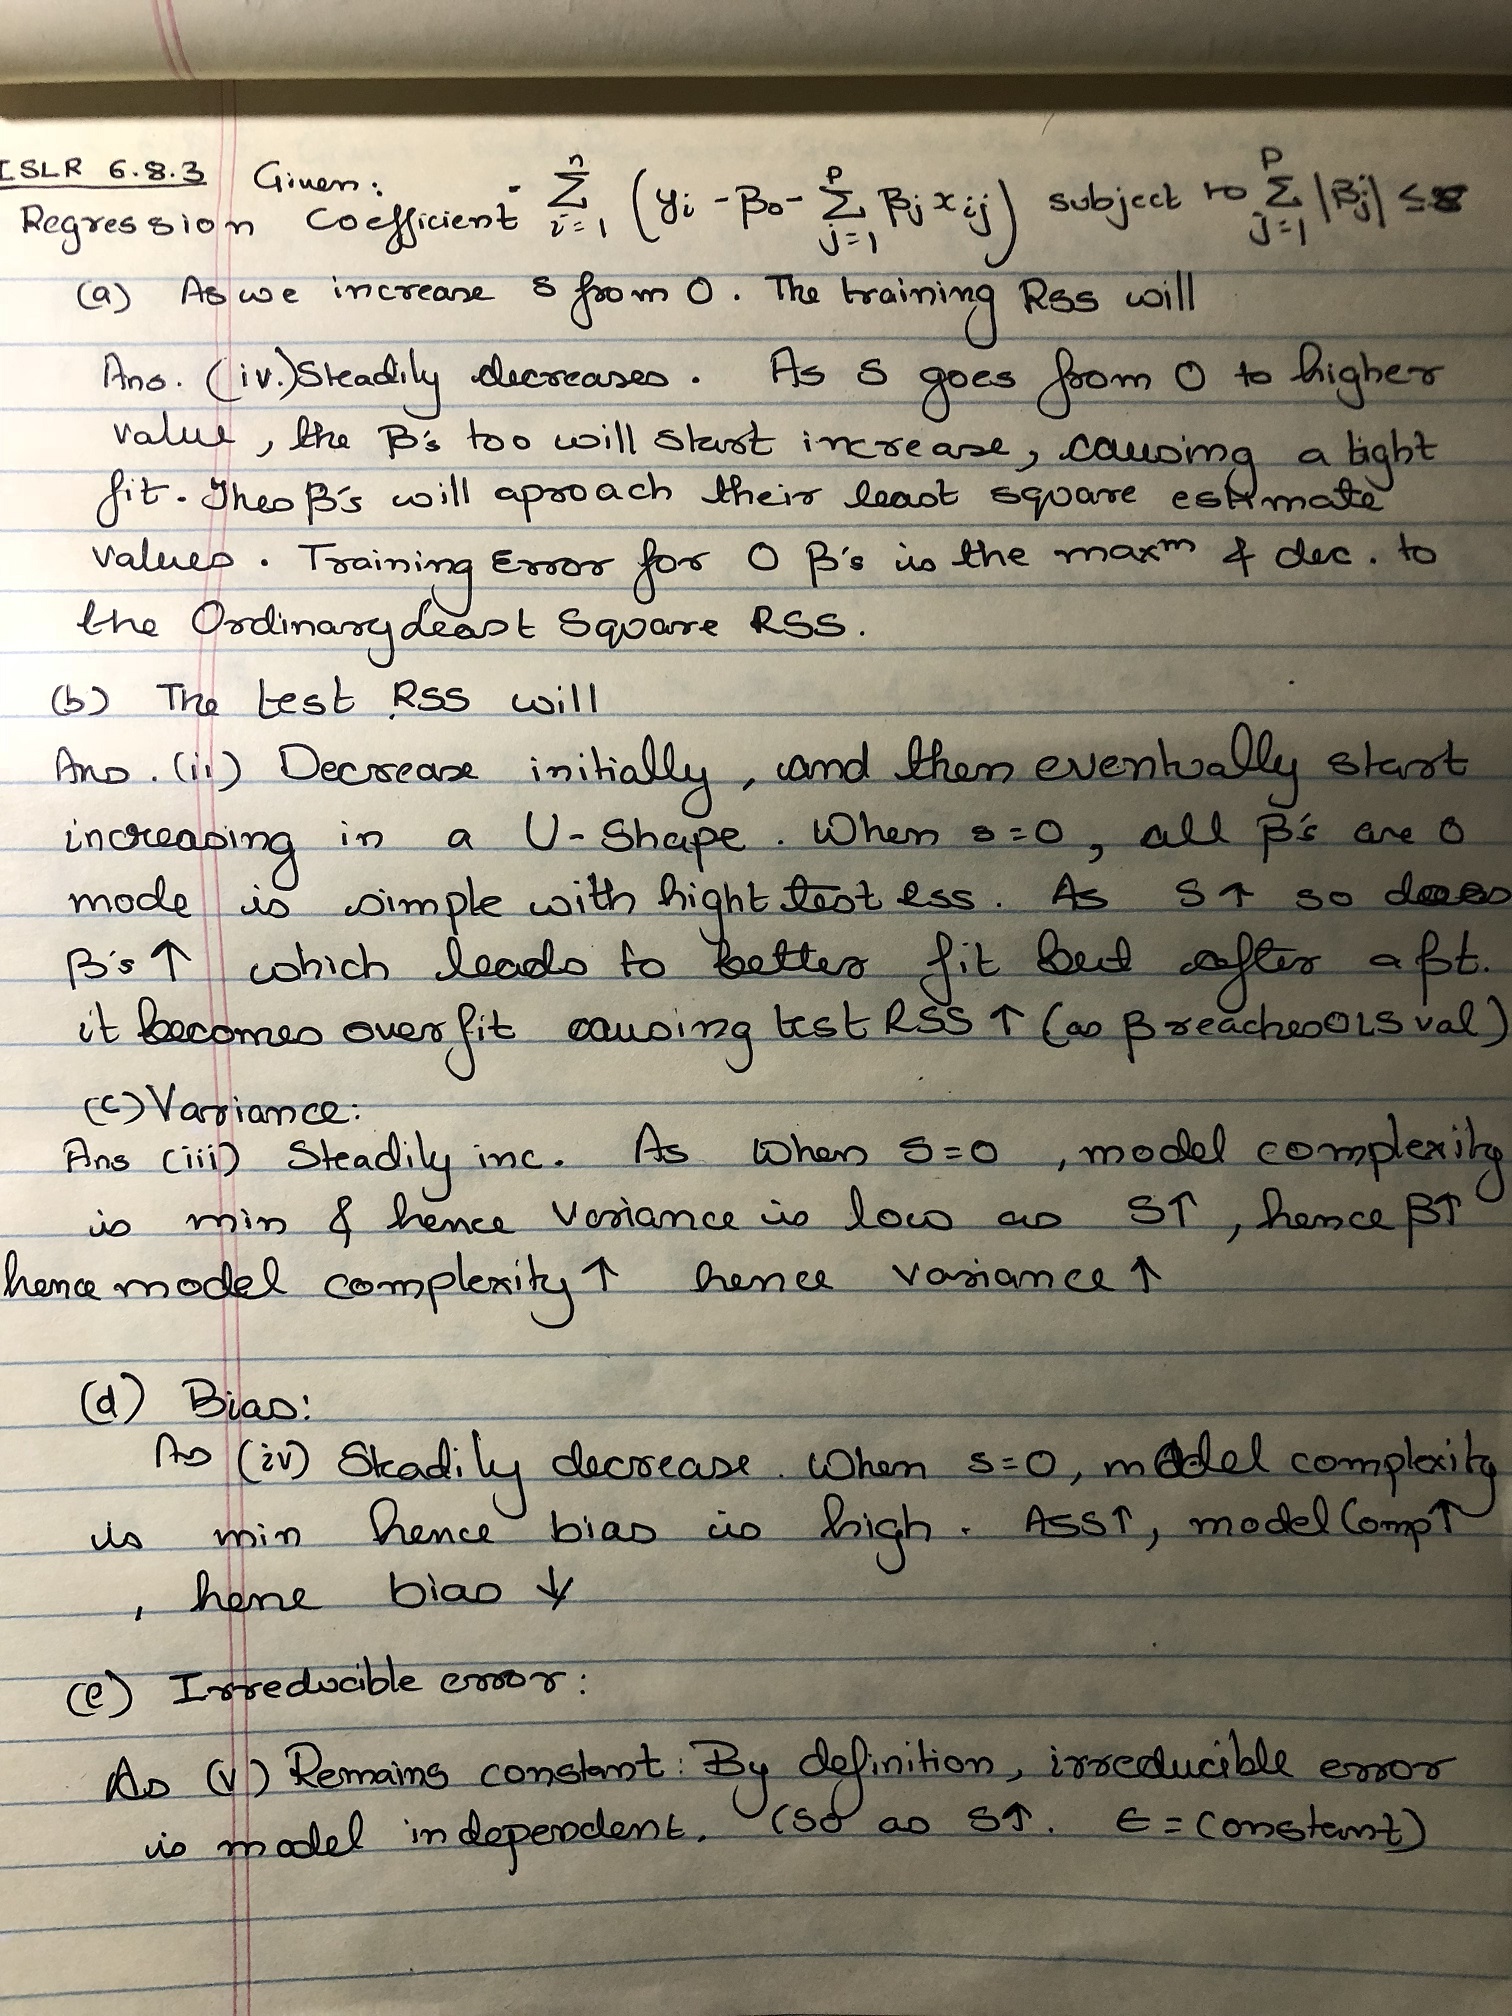 ISLR 6.8.3 Given:
Regression Coefficient - \sum_{i=1}^{n} (y_i - β_0 - \sum_{j=1}^{p} β_j x_{ij}) subject to \sum_{j=1}^{p} |β_j| ≤ s
(a) As we increase s from 0. The training RSS will
Ans. (iv.) Steadily decreases. As s goes from 0 to higher
value, the β's too will start increase, causing a tight
fit. Theo β's will aproach their least square estimate
values. Training Error for 0 β's is the max^m & dec. to
the Ordinary Least Square RSS.
(b) The test RSS will
Ans. (ii) Decrease initially, and then eventually start
increasing in a U-Shape. When s=0, all β's are 0
mode is simple with hight test RSS. As S↑ so does
β's↑ which leads to better fit but after a pt.
it becomes overfit causing test RSS ↑ (as β reaches OLS val)
(c) Variance:
Ans (iii) Steadily inc. As when S=0, model complexity
is min & hence variance is low as S↑, hence β↑
hence model complexity ↑ hence variance ↑
(d) Bias:
As (iv) Steadily decrease. When s=0, model complexity
is min hence bias is high. As S↑, model Comp↑
, hene bias ↓
(e) Irreducible error:
As (v) Remains constant: By definition, irreducible error
is model independent. (So as S↑. ∈ = Constant)